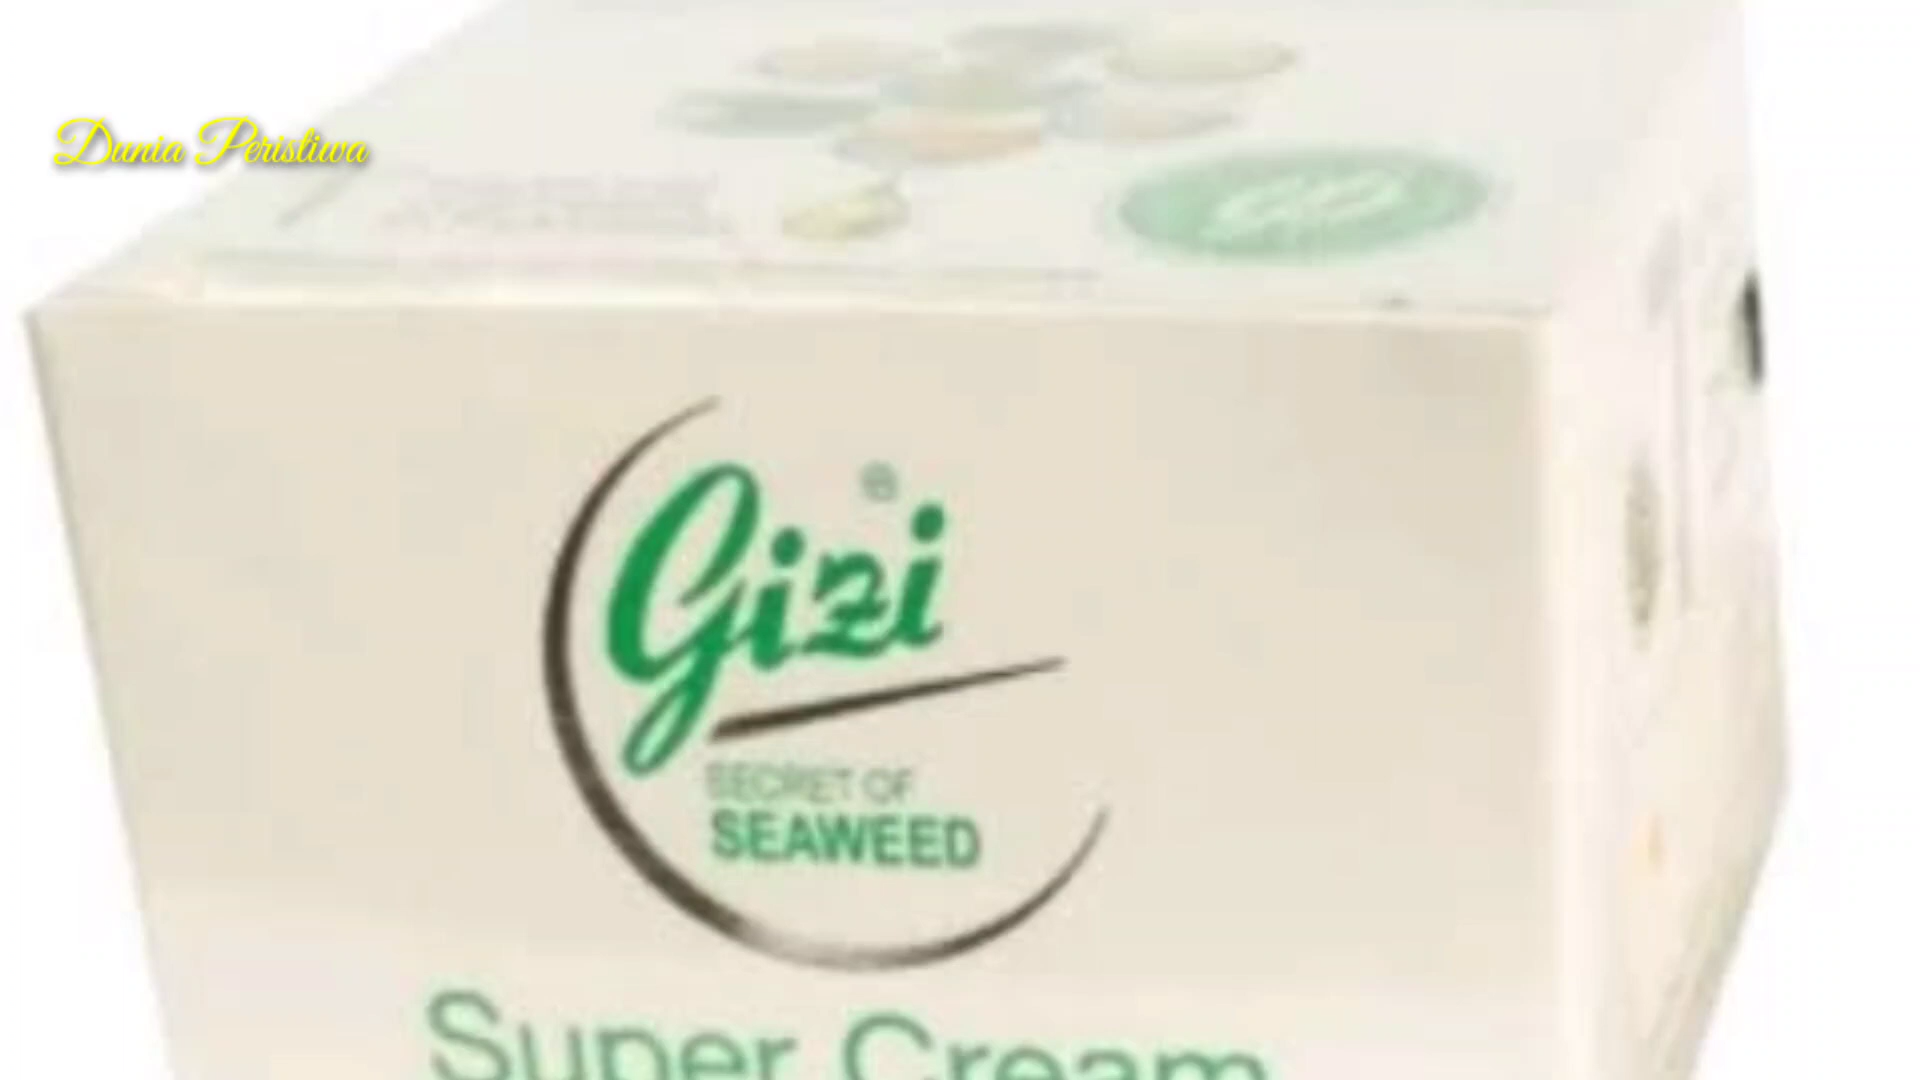 Dunia Peristiwa
Gizi
®
SECRET OF
SEAWEED
Super Cream